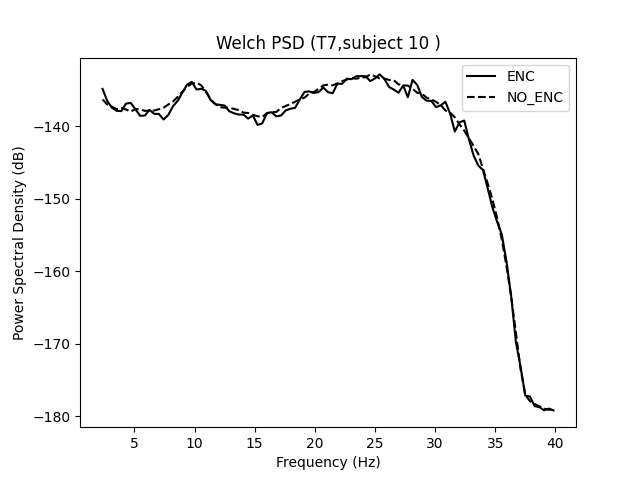 Welch PSD (T7,subject 10 )
ENC
NO_ENC
Power Spectral Density (dB)
−140
−150
−160
−170
−180
5 10 15 20 25 30 35 40
Frequency (Hz)